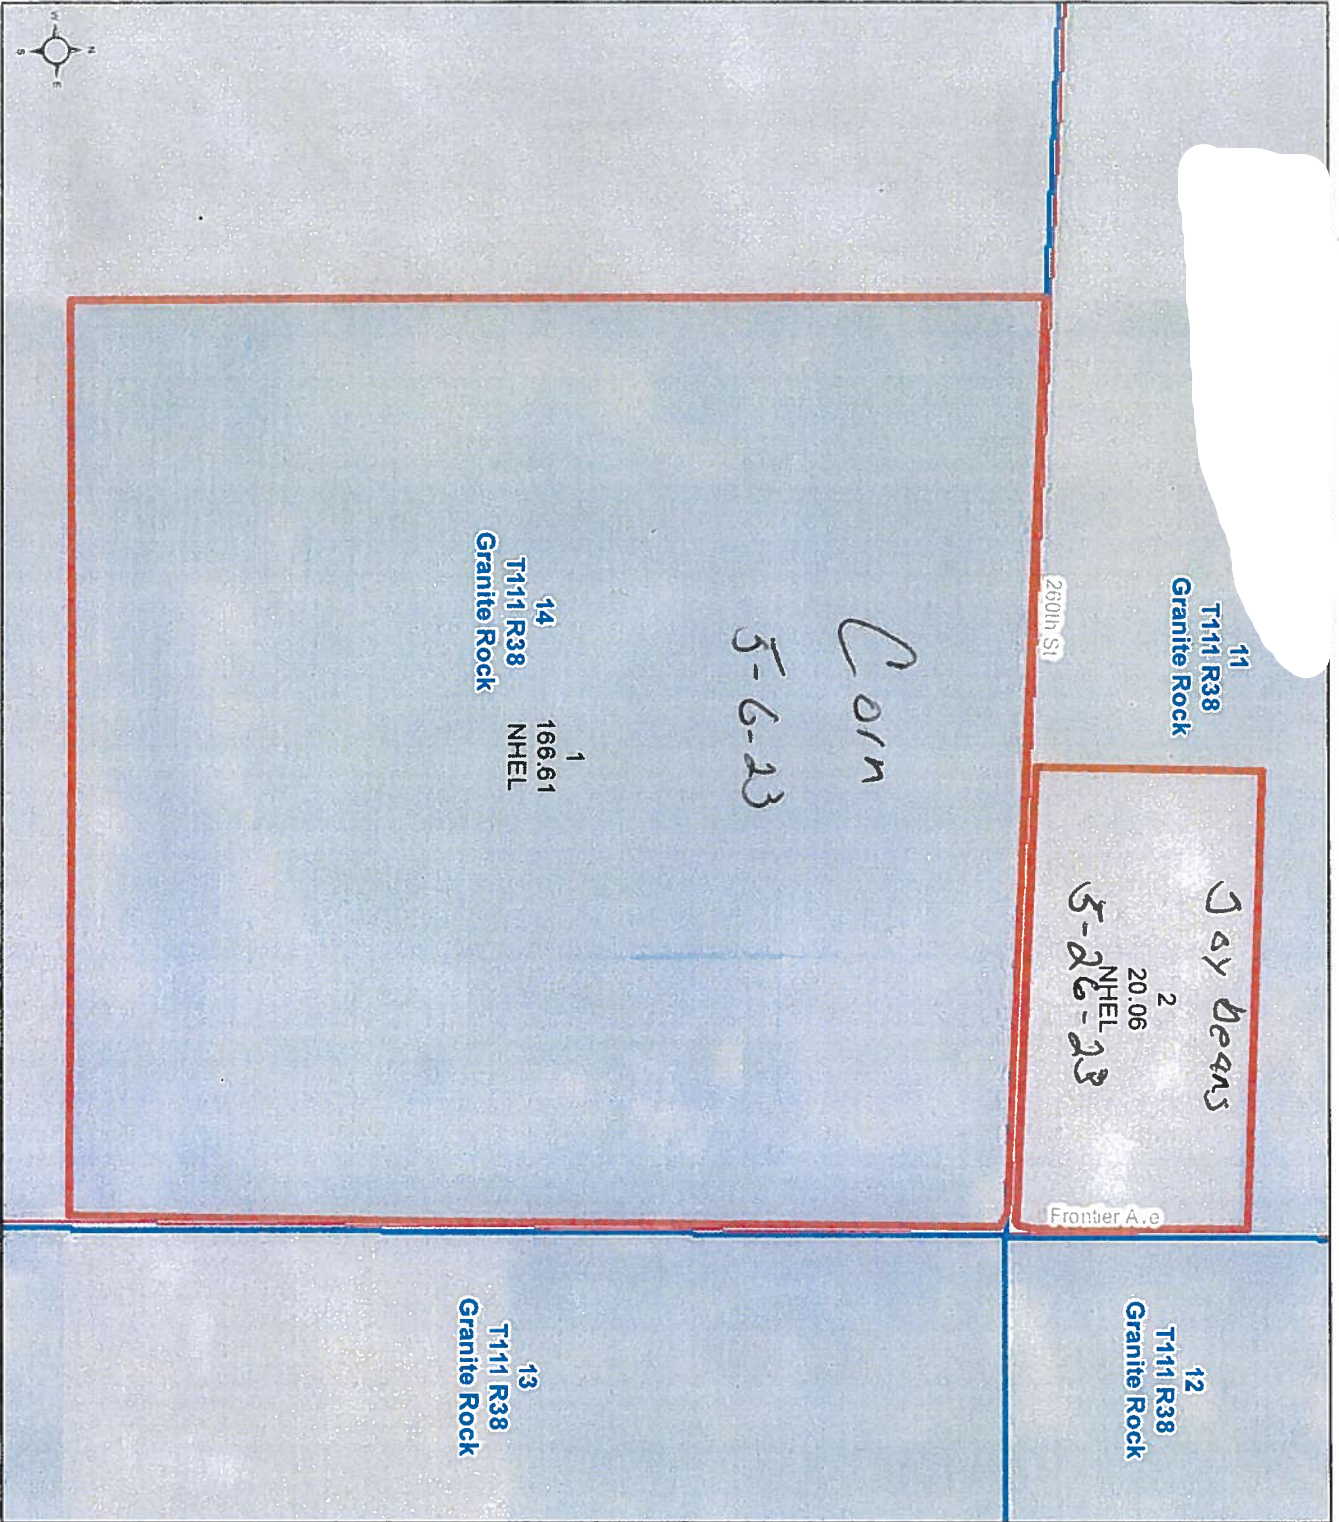 N
W
E
S
11
T111 R38
Granite Rock
Soy beans
2
20.06
NHEL
5-26-23
12
T111 R38
Granite Rock
260th St
Frontier Ave
Corn
5-6-23
14
T111 R38
Granite Rock
1
166.61
NHEL
13
T111 R38
Granite Rock